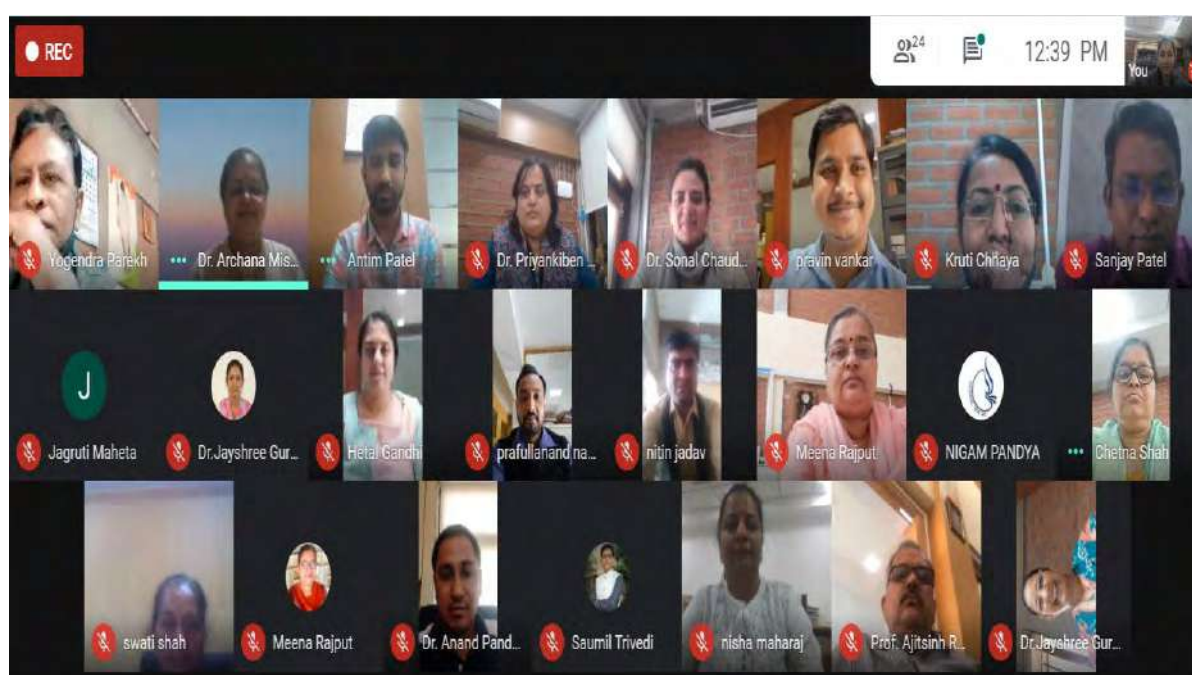 REC
24
12:39 PM
You
Yogendra Parekh
Dr. Archana Mis...
Antim Patel
Dr. Priyankiben ...
Dr. Sonal Chaud...
pravin vankar
Kruti Chhaya
Sanjay Patel
J
Jagruti Maheta
Dr.Jayshree Gur...
Hetal Gandhi
prafullanand na...
nitin jadav
Meena Rajput
NIGAM PANDYA
Chetna Shah
swati shah
Meena Rajput
Dr. Anand Pand...
Saumil Trivedi
nisha maharaj
Prof. Ajitsinh R...
Dr.Jayshree Gur...